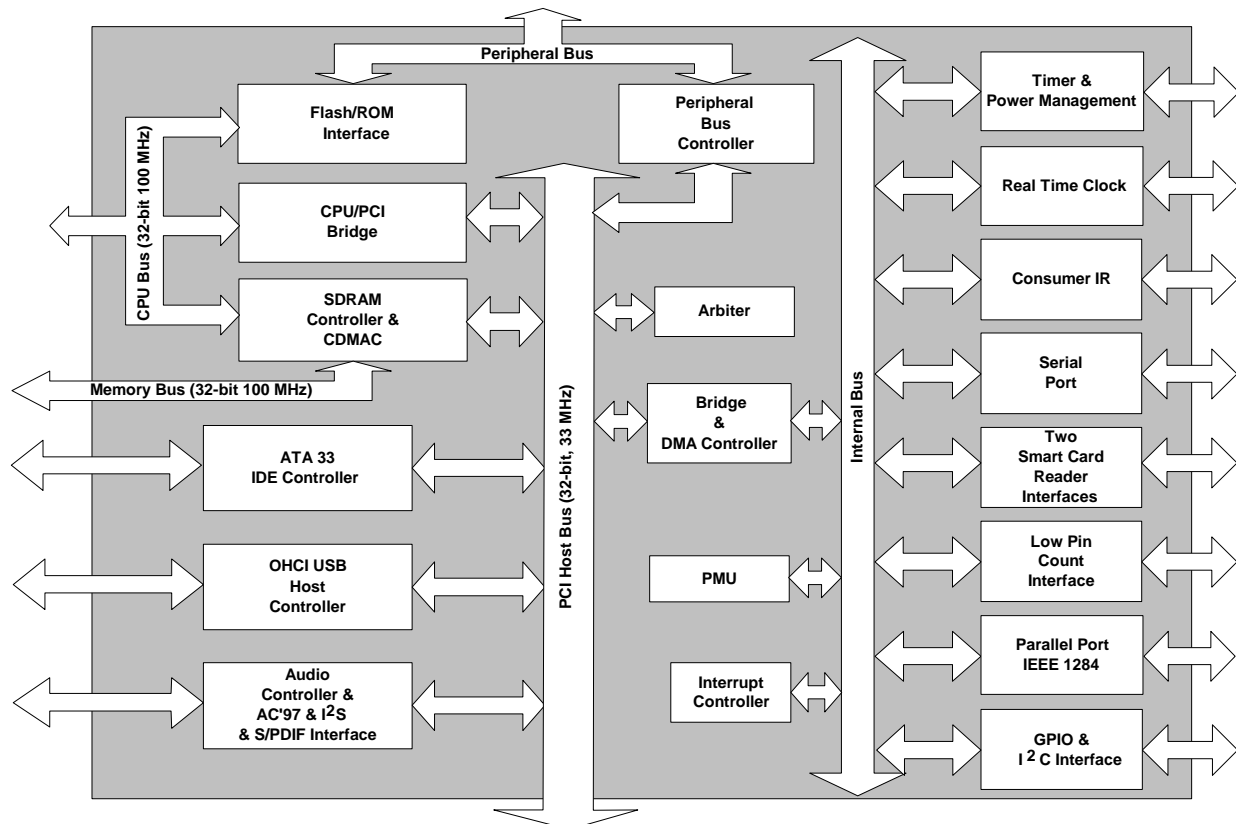 Peripheral Bus
Flash/ROM
Interface
Peripheral
Bus
Controller
Timer &
Power Management
CPU Bus (32-bit 100 MHz)
CPU/PCI
Bridge
Real Time Clock
SDRAM
Controller &
CDMAC
Arbiter
Consumer IR
Memory Bus (32-bit 100 MHz)
PCI Host Bus (32-bit, 33 MHz)
Bridge
&
DMA Controller
Internal Bus
Serial
Port
ATA 33
IDE Controller
Two
Smart Card
Reader
Interfaces
OHCI USB
Host
Controller
PMU
Low Pin
Count
Interface
Audio
Controller &
AC'97 & I2S
& S/PDIF Interface
Interrupt
Controller
Parallel Port
IEEE 1284
GPIO &
I 2 C Interface